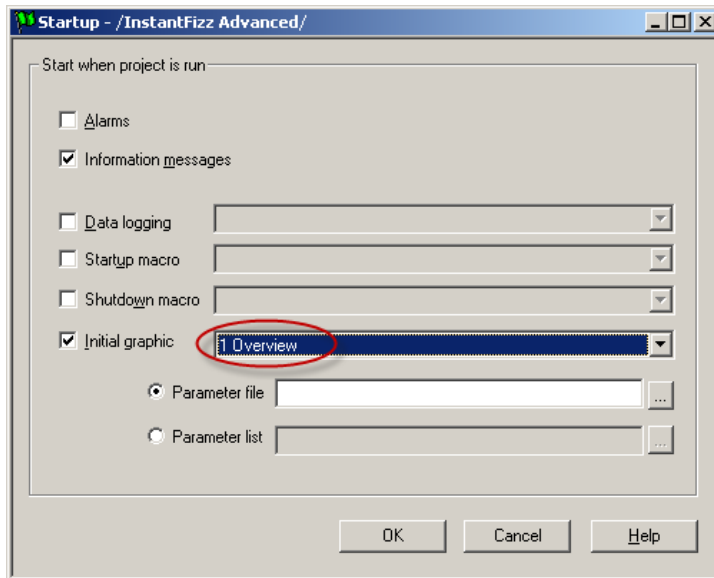 Startup - /InstantFizz Advanced/
Start when project is run
Alarms
Information messages
Data logging
Startup macro
Shutdown macro
Initial graphic 1 Overview
Parameter file ...
Parameter list ...
OK Cancel Help